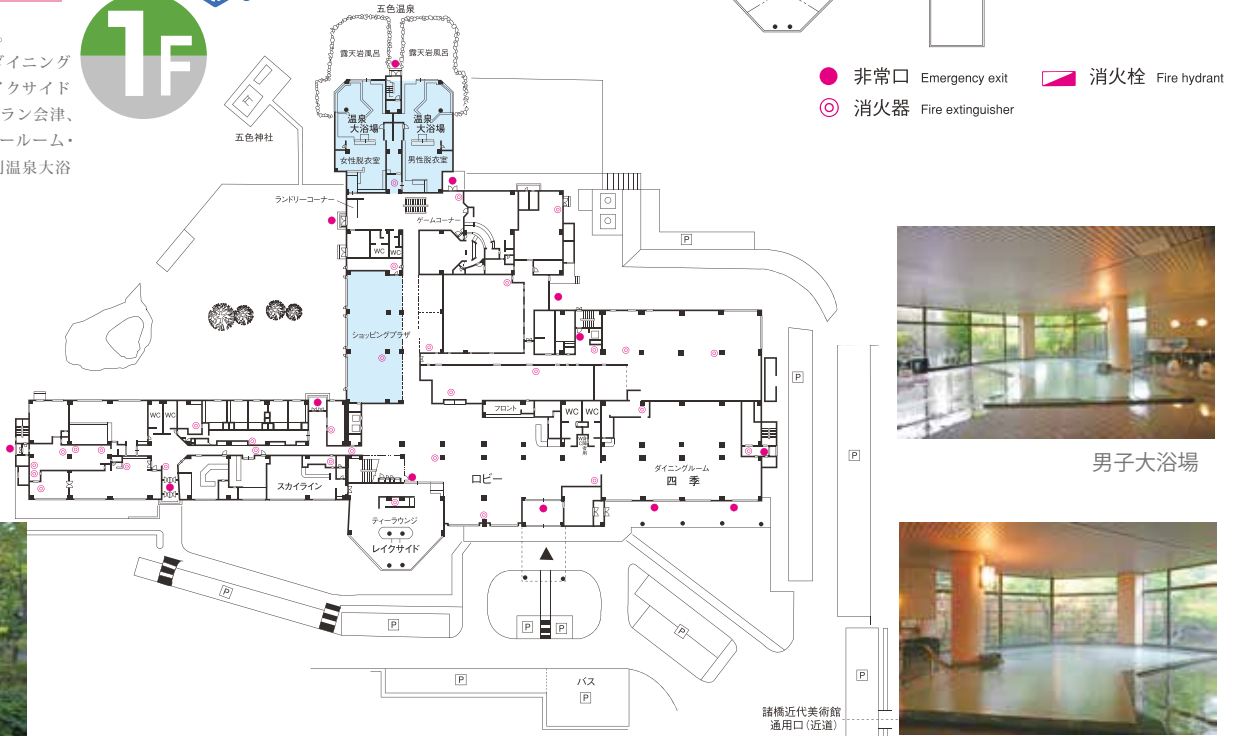 ダイニング
イクサイド
ラン会津、
ールーム・
温泉大浴
1F
五色温泉
露天岩風呂
露天岩風呂
温泉
大浴場
温泉
大浴場
女性脱衣室
男性脱衣室
五色神社
ランドリーコーナー
ゲームコーナー
WC
WC
ショッピングプラザ
WC
WC
フロント
WC
WC
スカイライン
ロビー
ダイニングルーム
四季
ティーラウンジ
レイクサイド
P
P
P
P
P
P
P
P
P
P
バス
P
P
諸橋近代美術館
通用口（近道）
非常口 Emergency exit
消火栓 Fire hydrant
消火器 Fire extinguisher
男子大浴場